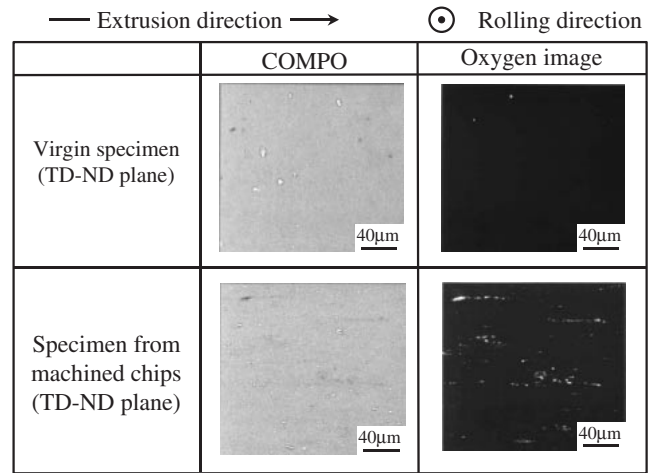 Extrusion direction
Rolling direction
COMPO
Oxygen image
Virgin specimen
(TD-ND plane)
40μm
40μm
Specimen from
machined chips
(TD-ND plane)
40μm
40μm